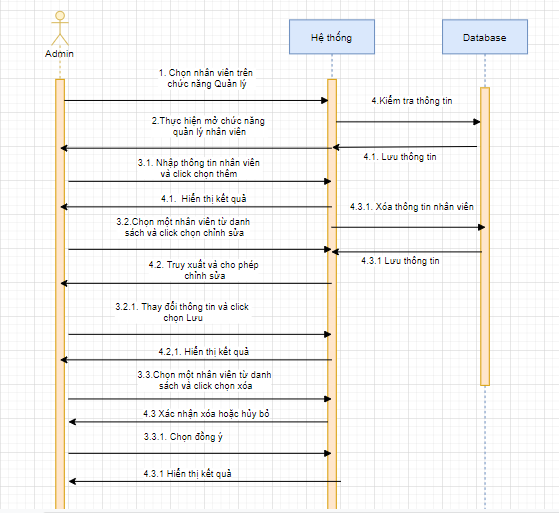 Admin
Hệ thống
Database
1. Chọn nhân viên trên
chức năng Quản lý
4.Kiểm tra thông tin
2.Thực hiện mở chức năng
quản lý nhân viên
4.1. Lưu thông tin
3.1. Nhập thông tin nhân viên
và click chọn thêm
4.1. Hiển thị kết quả
4.3.1. Xóa thông tin nhân viên
3.2.Chọn một nhân viên từ danh
sách và click chọn chỉnh sửa
4.3.1 Lưu thông tin
4.2. Truy xuất và cho phép
chỉnh sửa
3.2.1. Thay đổi thông tin và click
chọn Lưu
4.2,1. Hiển thị kết quả
3.3.Chọn một nhân viên từ danh
sách và click chọn xóa
4.3 Xác nhận xóa hoặc hủy bỏ
3.3.1. Chọn đồng ý
4.3.1 Hiển thị kết quả